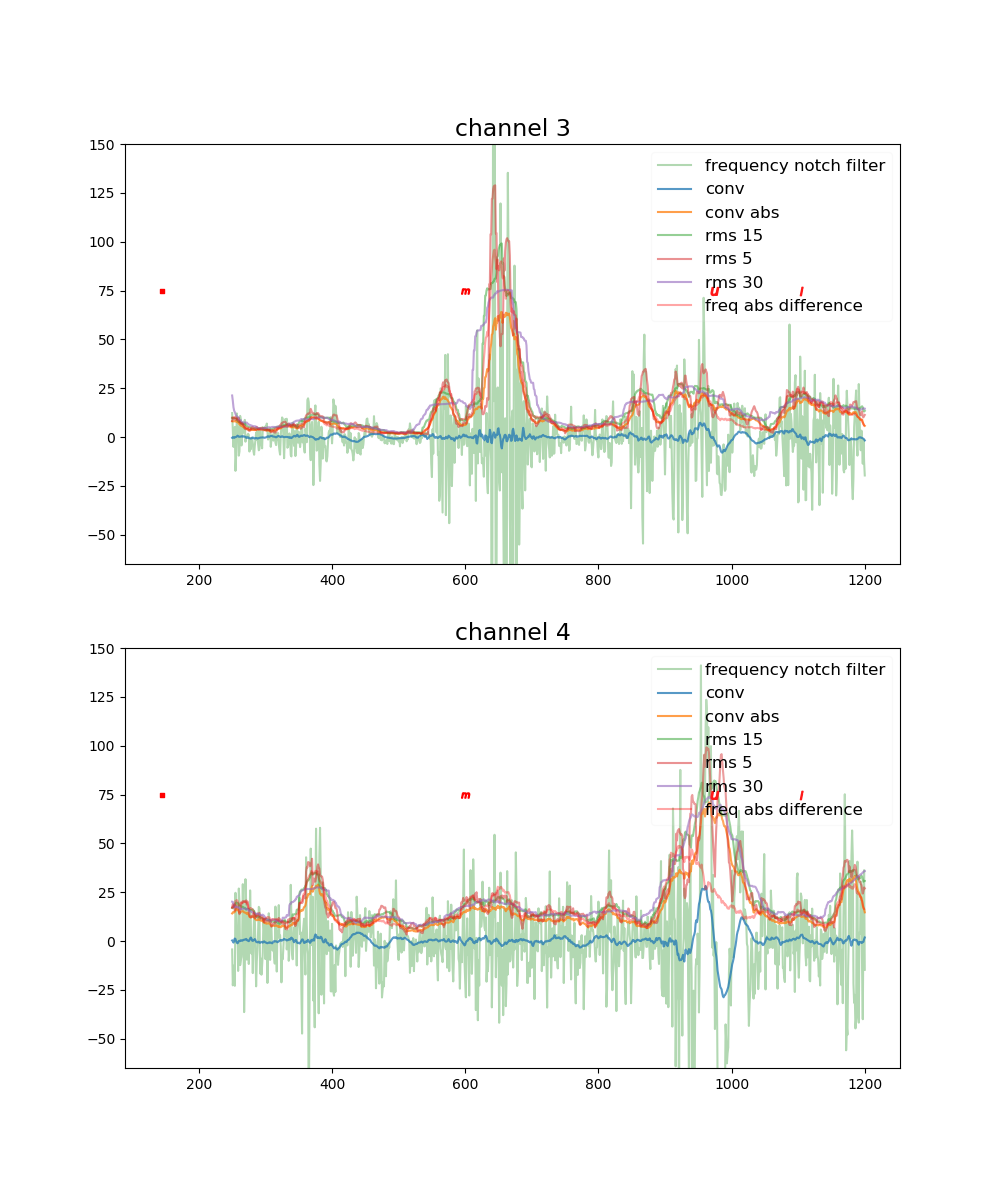 channel 3
150
125
100
75
50
25
0
−25
−50
frequency notch filter
conv
conv abs
rms 15
rms 5
rms 30
freq abs difference
m
u
l
200 400 600 800 1000 1200
channel 4
150
125
100
75
50
25
0
−25
−50
frequency notch filter
conv
conv abs
rms 15
rms 5
rms 30
freq abs difference
m
u
l
200 400 600 800 1000 1200